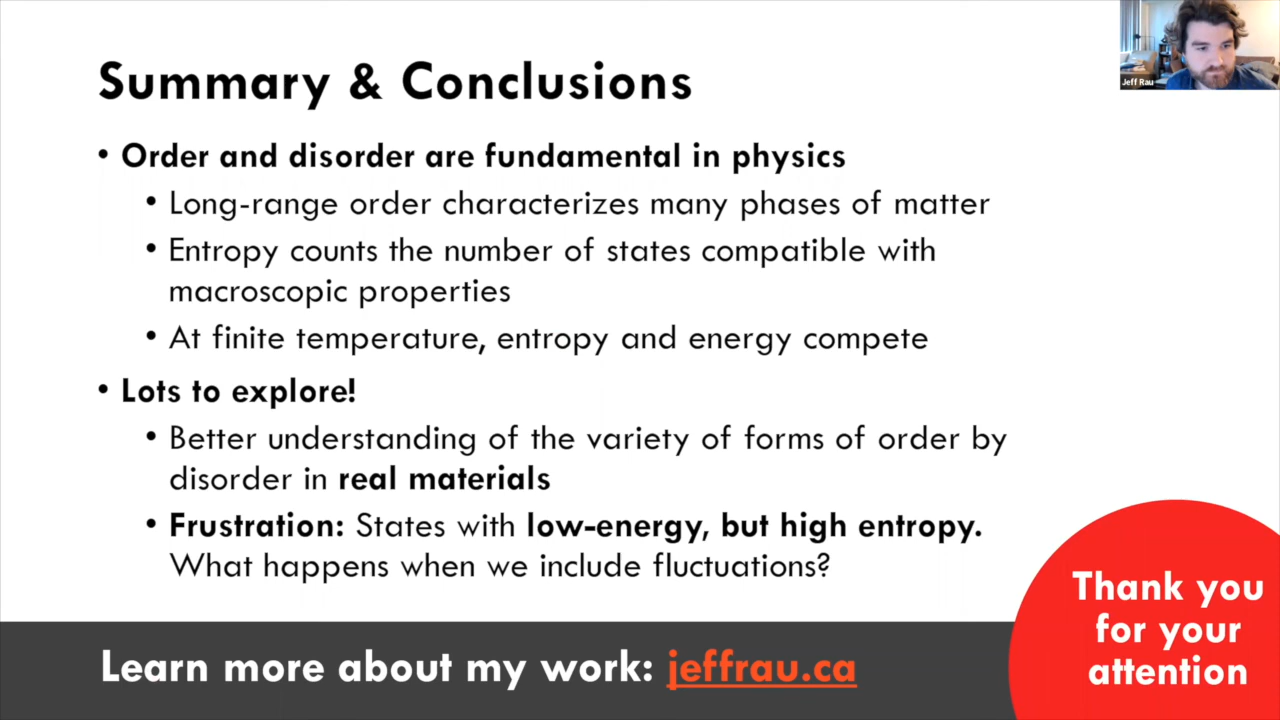 Summary & Conclusions
Jeff Rau
• Order and disorder are fundamental in physics
• Long-range order characterizes many phases of matter
• Entropy counts the number of states compatible with
macroscopic properties
• At finite temperature, entropy and energy compete
• Lots to explore!
• Better understanding of the variety of forms of order by
disorder in real materials
• Frustration: States with low-energy, but high entropy.
What happens when we include fluctuations?
Learn more about my work: jeffrau.ca
Thank you
for your
attention